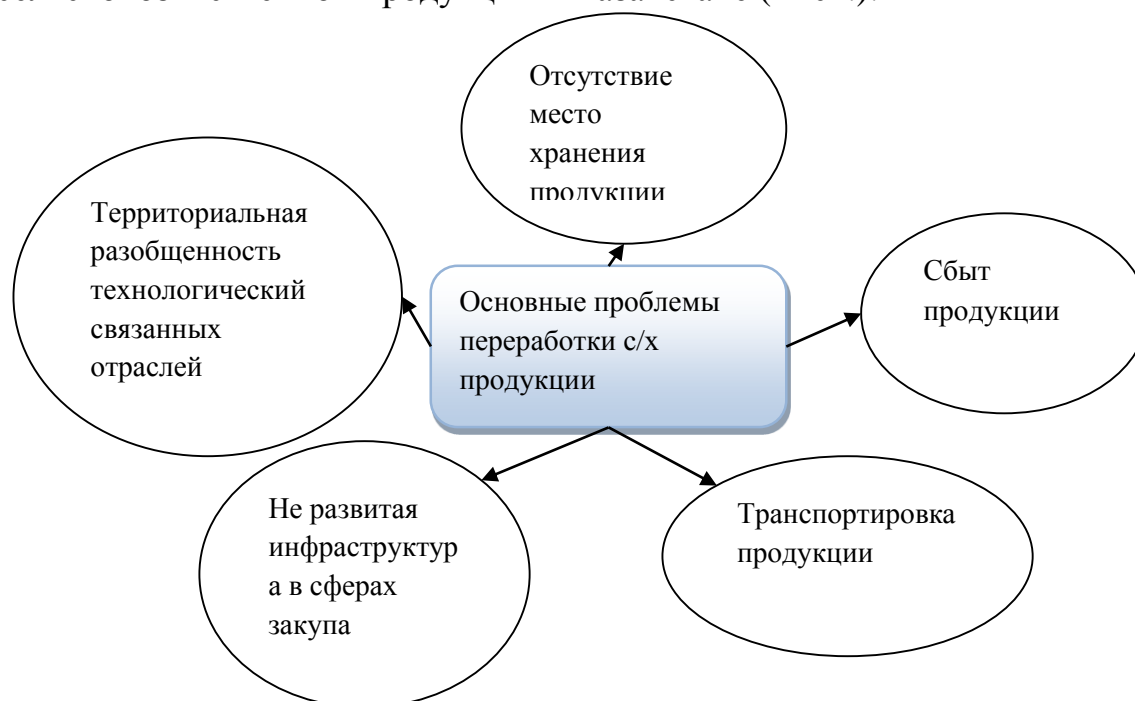 Отсутствие
место
хранения
продукции
Территориальная
разобщенность
технологический
связанных
отраслей
Основные проблемы
переработки с/х
продукции
Сбыт
продукции
Не развитая
инфраструктур
а в сферах
закупа
Транспортировка
продукции